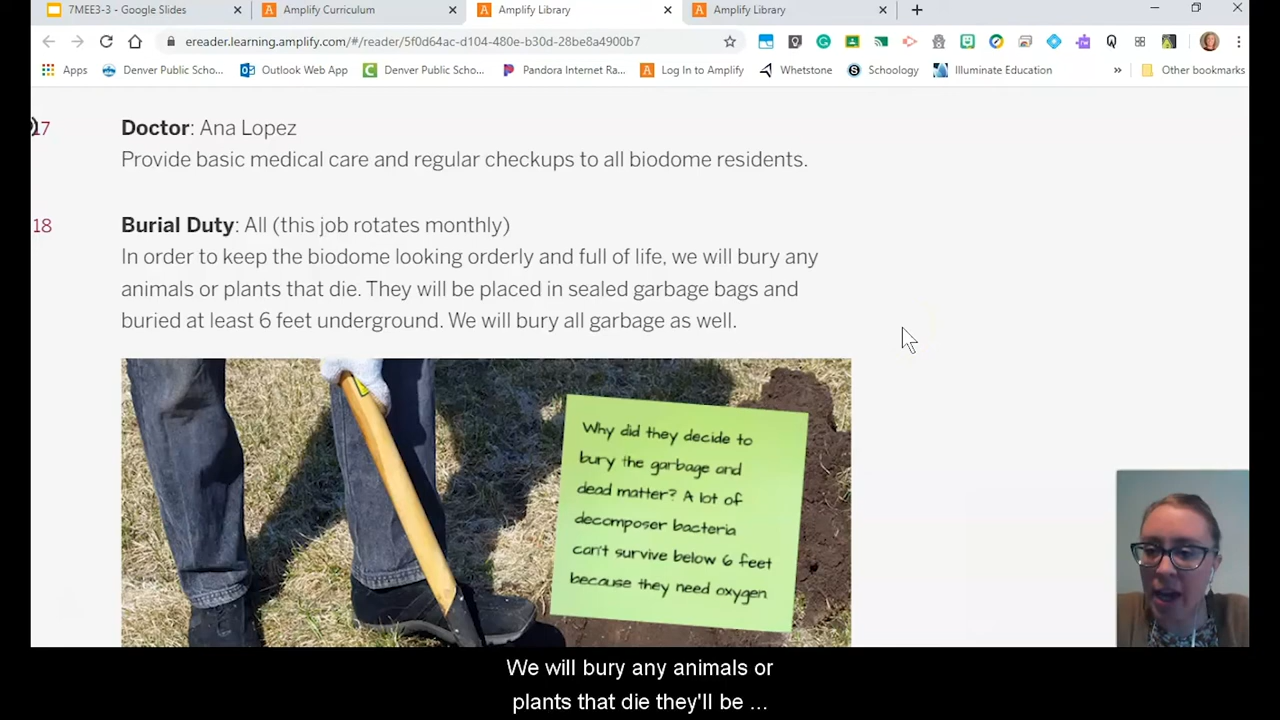 7MEE3-3 - Google Slides
Amplify Curriculum
Amplify Library
Amplify Library
ereader.learning.amplify.com/#/reader/5f0d64ac-d104-480e-b30d-28be8a4900b7
Apps
Denver Public Scho...
Outlook Web App
Denver Public Scho...
Pandora Internet Ra...
Log In to Amplify
Whetstone
Schoology
Illuminate Education
»
Other bookmarks
17
Doctor: Ana Lopez
Provide basic medical care and regular checkups to all biodome residents.
18
Burial Duty: All (this job rotates monthly)
In order to keep the biodome looking orderly and full of life, we will bury any
animals or plants that die. They will be placed in sealed garbage bags and
buried at least 6 feet underground. We will bury all garbage as well.
Why did they decide to
bury the garbage and
dead matter? A lot of
decomposer bacteria
can't survive below 6 feet
because they need oxygen
We will bury any animals or
plants that die they'll be ...